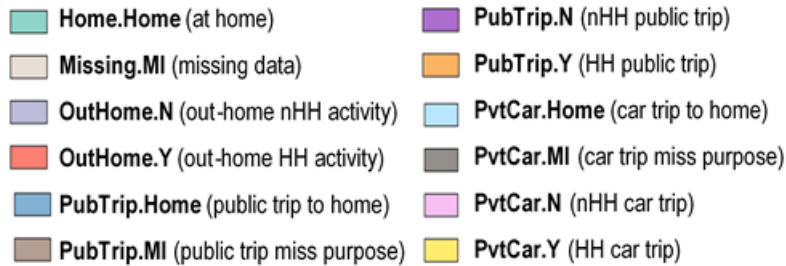 Home.Home (at home)
Missing.MI (missing data)
OutHome.N (out-home nHH activity)
OutHome.Y (out-home HH activity)
PubTrip.Home (public trip to home)
PubTrip.MI (public trip miss purpose)
PubTrip.N (nHH public trip)
PubTrip.Y (HH public trip)
PvtCar.Home (car trip to home)
PvtCar.MI (car trip miss purpose)
PvtCar.N (nHH car trip)
PvtCar.Y (HH car trip)